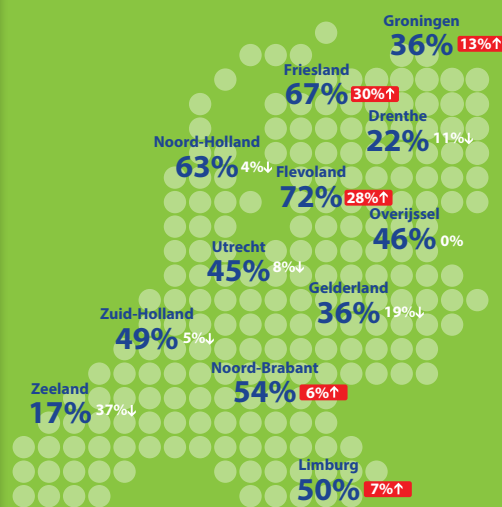 Groningen
36% 13%↑
Friesland
67% 30%↑
Drenthe
22% 11%↓
Noord-Holland
63% 4%↓
Flevoland
72% 28%↑
Overijssel
46% 0%
Utrecht
45% 8%↓
Gelderland
36% 19%↓
Zuid-Holland
49% 5%↓
Noord-Brabant
54% 6%↑
Zeeland
17% 37%↓
Limburg
50% 7%↑